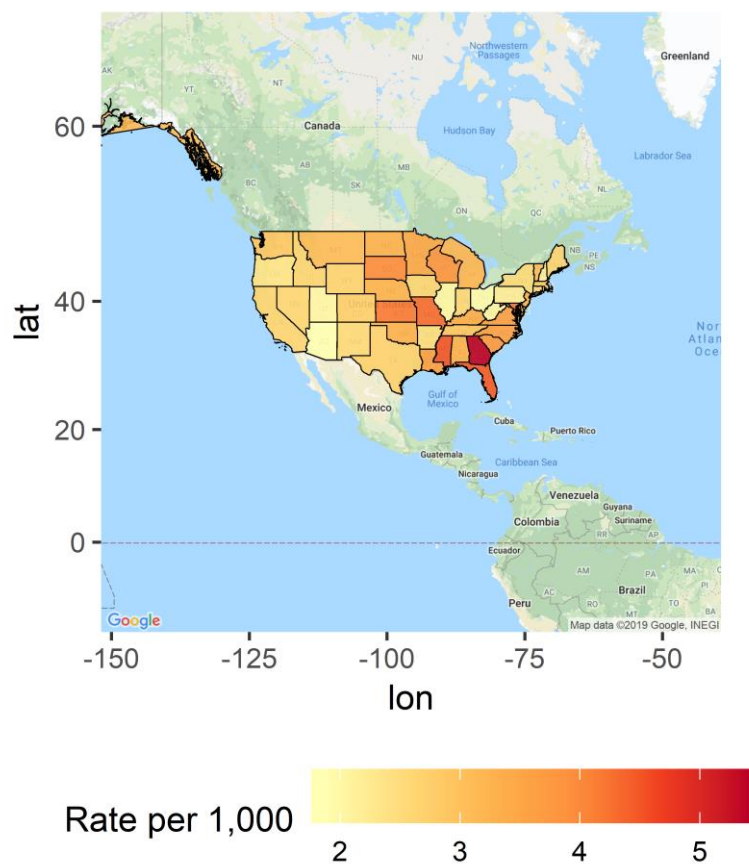 Northwestern
Passages
Greenland
AK
NU
YT
NT
60
Canada
Hudson Bay
Labrador Sea
BC
AB
SK
MB
NL
ON
QC
NB
PE
NS
lat
40
United States
Nor
Atlan
Oce
Gulf of
Mexico
Mexico
Cuba
20
Puerto Rico
Guatemala
Caribbean Sea
Nicaragua
Venezuela
Guyana
Colombia
Suriname
0
RR
AP
Ecuador
AM
PA
MA
AC
Brazil
PI
Peru
RO
TO
MT
BA
Google
Map data ©2019 Google, INEGI
-150
-125
-100
-75
-50
lon
Rate per 1,000
2
3
4
5